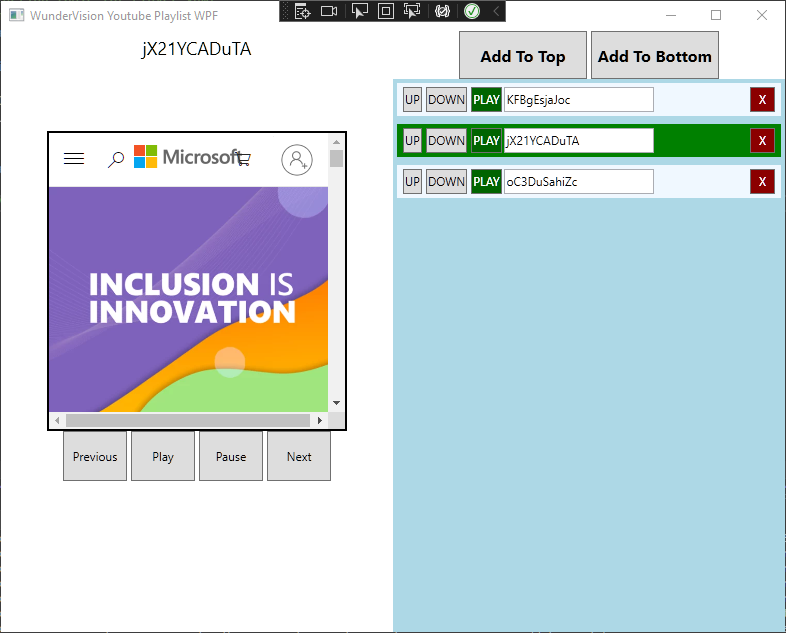 WunderVision Youtube Playlist WPF
jX21YCADuTA
Add To Top
Add To Bottom
UP DOWN PLAY KFBgEsjaJoc X
UP DOWN PLAY jX21YCADuTA X
UP DOWN PLAY oC3DuSahiZc X
Microsoft
INCLUSION IS
INNOVATION
Previous Play Pause Next